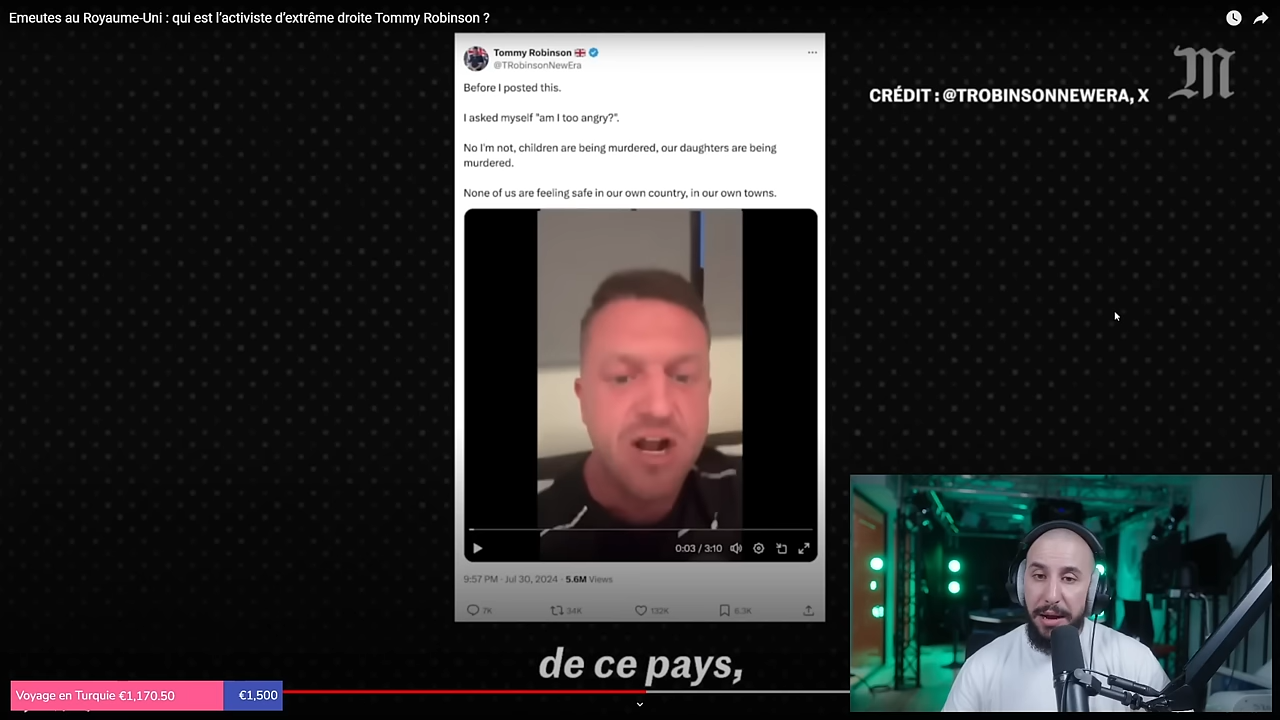 Emeutes au Royaume-Uni : qui est l'activiste d'extrême droite Tommy Robinson ?
Tommy Robinson
@TRobinsonNewEra
Before I posted this.
I asked myself "am I too angry?".
No I'm not, children are being murdered, our daughters are being
murdered.
None of us are feeling safe in our own country, in our own towns.
CRÉDIT : @TROBINSONNEWERA, X
M
0:03 / 3:10
9:57 PM · Jul 30, 2024 · 5.6M Views
7K 34K 132K 6.3K
de ce pays,
Voyage en Turquie €1,170.50 €1,500